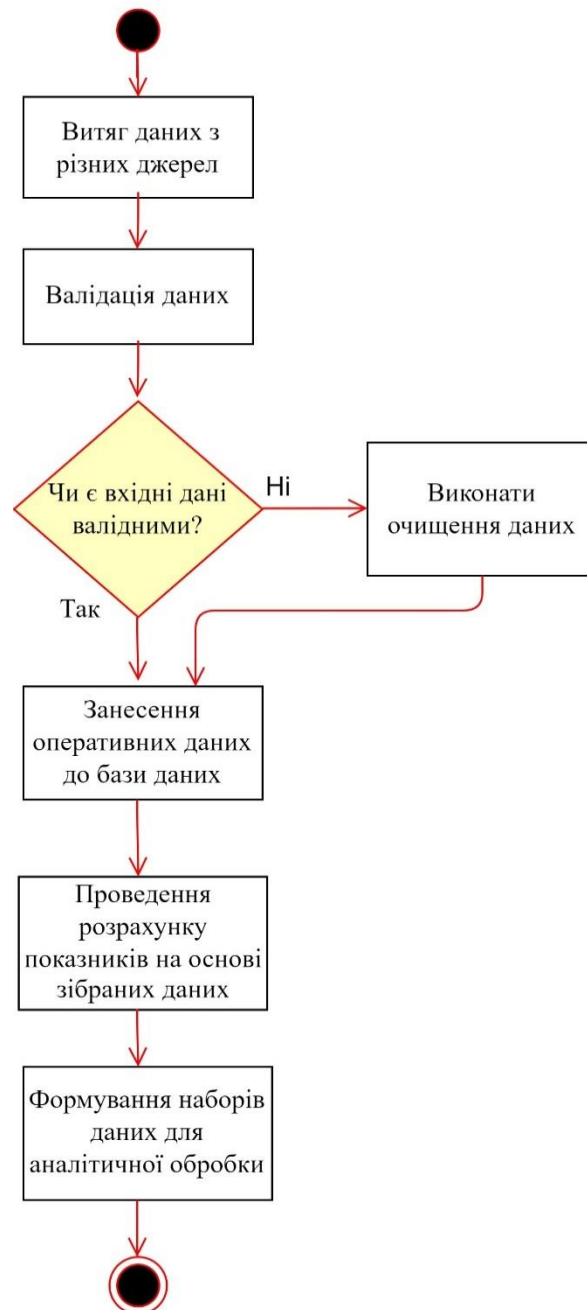 Витяг даних з
різних джерел
Валідація даних
Чи є вхідні дані
валідними?
Ні
Виконати
очищення даних
Так
Занесення
оперативних даних
до бази даних
Проведення
розрахунку
показників на основі
зібраних даних
Формування наборів
даних для
аналітичної обробки